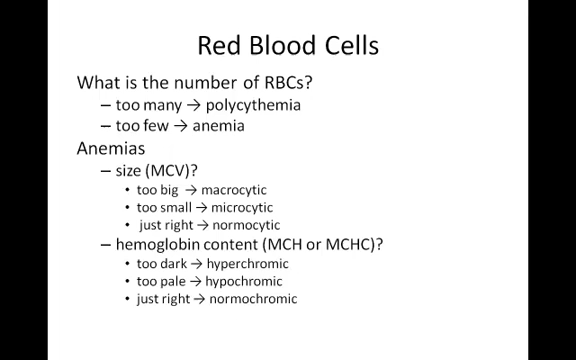 Red Blood Cells
What is the number of RBCs?
– too many → polycythemia
– too few → anemia
Anemias
– size (MCV)?
• too big → macrocytic
• too small → microcytic
• just right → normocytic
– hemoglobin content (MCH or MCHC)?
• too dark → hyperchromic
• too pale → hypochromic
• just right → normochromic